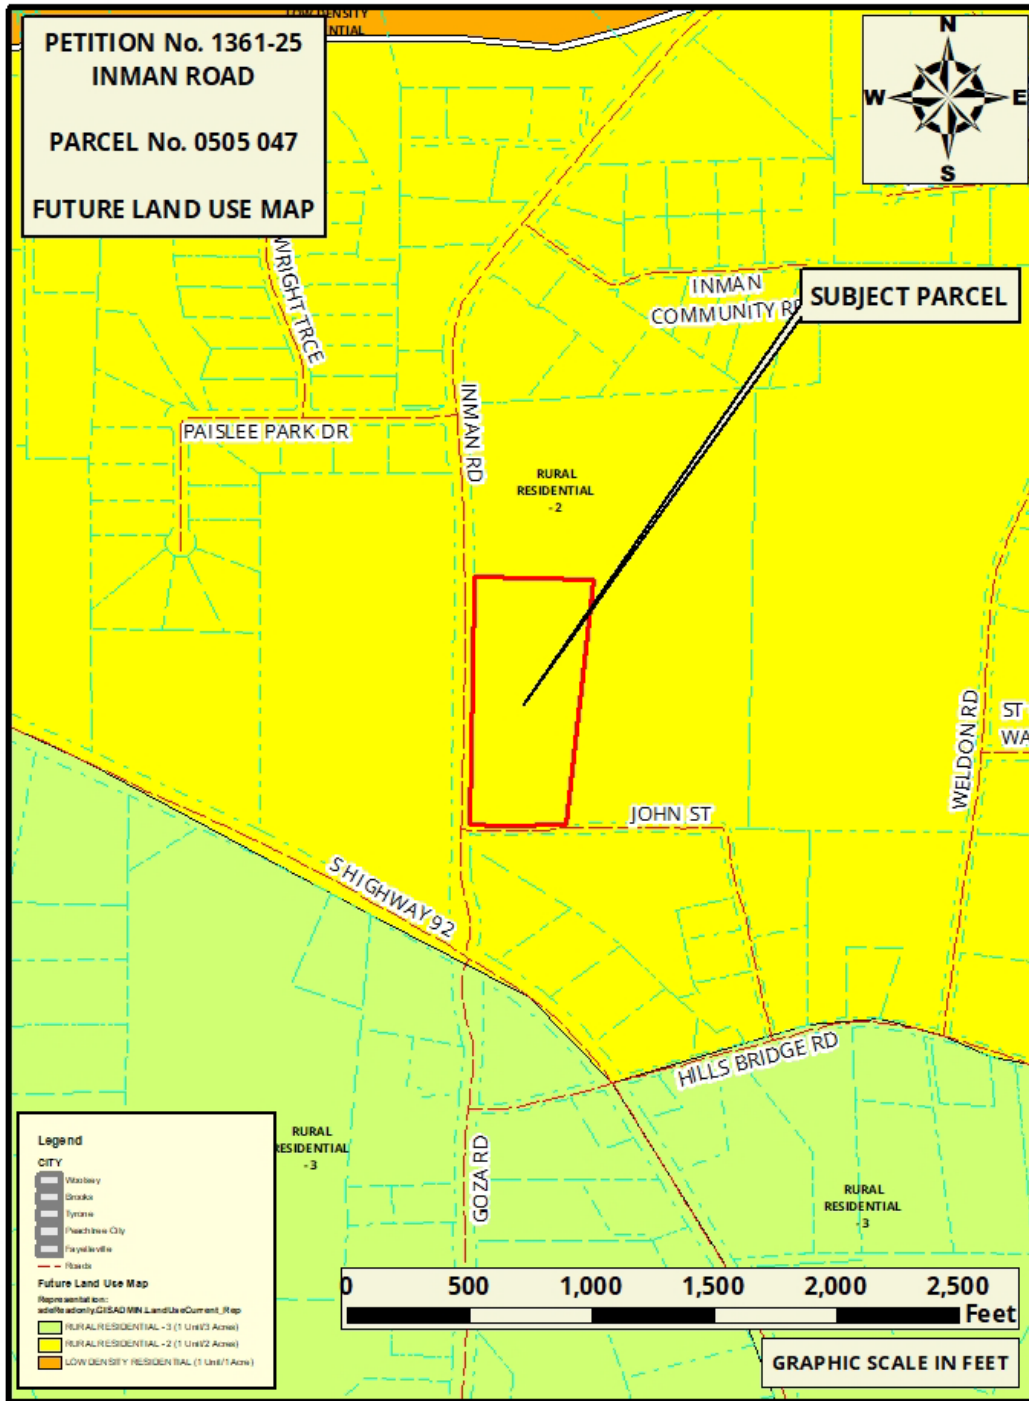 LOW DENSITY
NTIAL
PETITION No. 1361-25
INMAN ROAD
PARCEL No. 0505 047
FUTURE LAND USE MAP
N
W
E
S
WRIGHT TRCE
INMAN
COMMUNITY RD
SUBJECT PARCEL
PAISLEE PARK DR
INMAN RD
RURAL
RESIDENTIAL
- 2
WELDON RD
ST
WA
JOHN ST
S HIGHWAY 92
HILLS BRIDGE RD
GOZA RD
RURAL
RESIDENTIAL
- 3
RURAL
RESIDENTIAL
- 3
Legend
CITY
Woolsey
Brooks
Tyrone
Peachtree City
Fayetteville
Roads
Future Land Use Map
Representation:
sdeReadonly.GISADMIN.LandUseCurrent_Rep
RURAL RESIDENTIAL - 3 (1 Unit/3 Acres)
RURAL RESIDENTIAL - 2 (1 Unit/2 Acres)
LOW DENSITY RESIDENTIAL (1 Unit/1 Acre)
0 500 1,000 1,500 2,000 2,500
Feet
GRAPHIC SCALE IN FEET